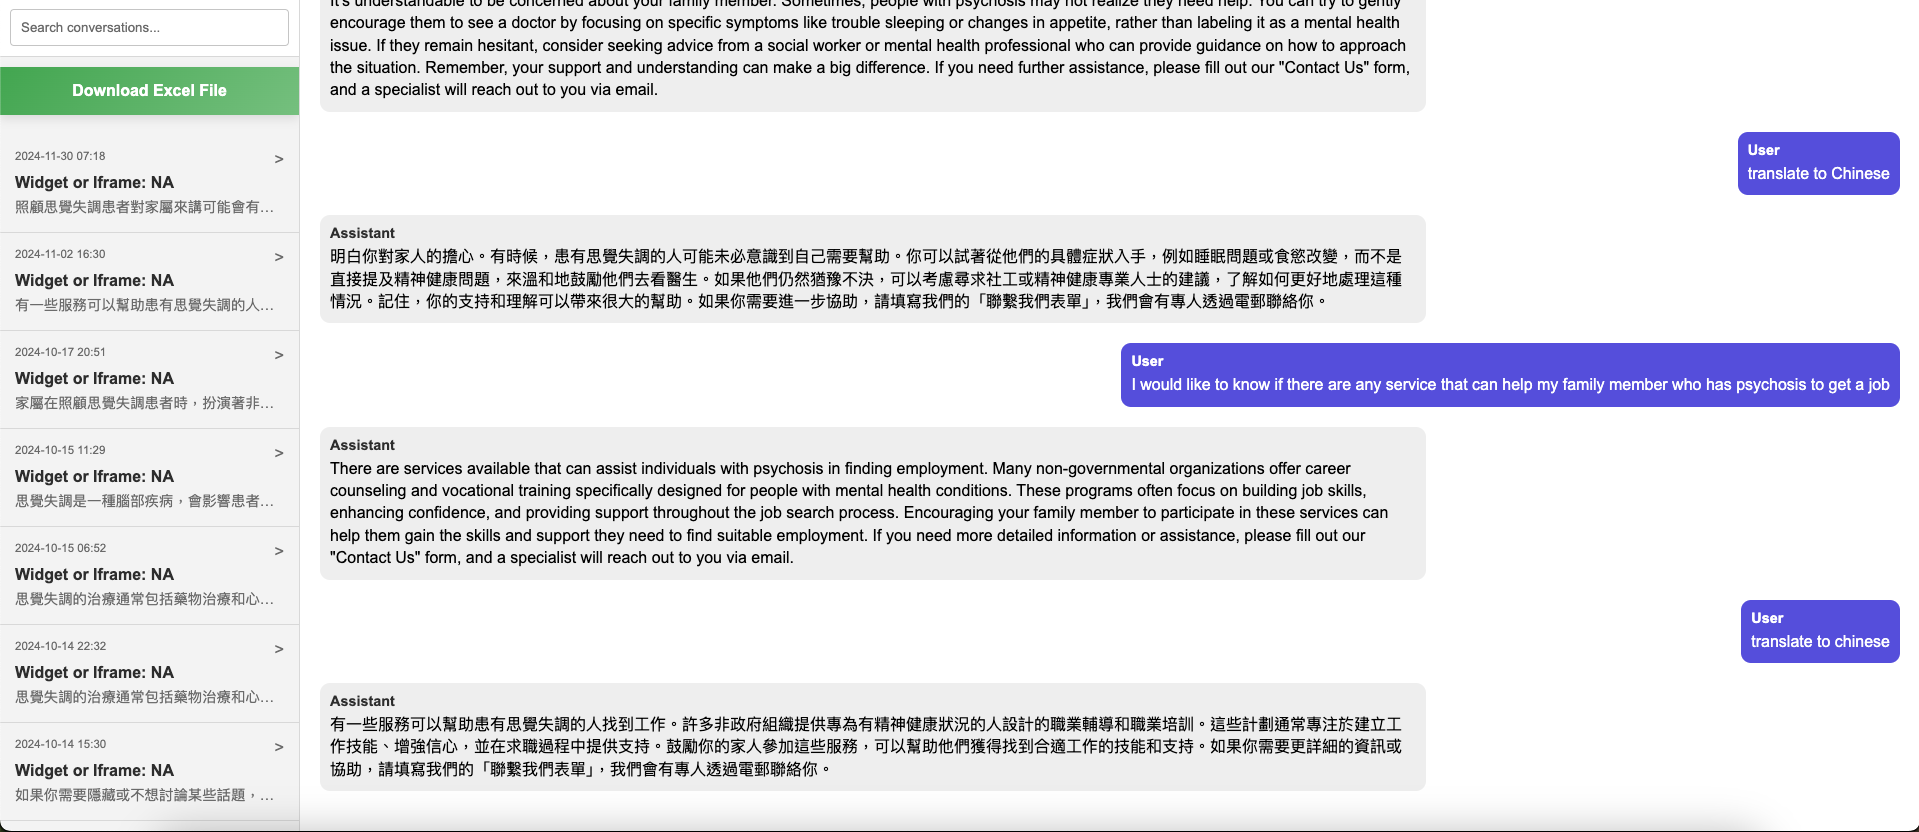 Search conversations...
Download Excel File
2024-11-30 07:18
>
Widget or Iframe: NA
照顧思覺失調患者對家屬來講可能會有...
2024-11-02 16:30
>
Widget or Iframe: NA
有一些服務可以幫助患有思覺失調的人...
2024-10-17 20:51
>
Widget or Iframe: NA
家屬在照顧思覺失調患者時，扮演著非...
2024-10-15 11:29
>
Widget or Iframe: NA
思覺失調是一種腦部疾病，會影響患者...
2024-10-15 06:52
>
Widget or Iframe: NA
思覺失調的治療通常包括藥物治療和心...
2024-10-14 22:32
>
Widget or Iframe: NA
思覺失調的治療通常包括藥物治療和心...
2024-10-14 15:30
>
Widget or Iframe: NA
如果你需要隱藏或不想討論某些話題，...
It's understandable to be concerned about your family member. Sometimes, people with psychosis may not realize they need help. You can try to gently
encourage them to see a doctor by focusing on specific symptoms like trouble sleeping or changes in appetite, rather than labeling it as a mental health
issue. If they remain hesitant, consider seeking advice from a social worker or mental health professional who can provide guidance on how to approach
the situation. Remember, your support and understanding can make a big difference. If you need further assistance, please fill out our "Contact Us" form,
and a specialist will reach out to you via email.
User
translate to Chinese
Assistant
明白你對家人的擔心。有時候，患有思覺失調的人可能未必意識到自己需要幫助。你可以試著從他們的具體症狀入手，例如睡眠問題或食慾改變，而不是
直接提及精神健康問題，來溫和地鼓勵他們去看醫生。如果他們仍然猶豫不決，可以考慮尋求社工或精神健康專業人士的建議，了解如何更好地處理這種
情況。記住，你的支持和理解可以帶來很大的幫助。如果你需要進一步協助，請填寫我們的「聯繫我們表單」，我們會有專人透過電郵聯絡你。
User
I would like to know if there are any service that can help my family member who has psychosis to get a job
Assistant
There are services available that can assist individuals with psychosis in finding employment. Many non-governmental organizations offer career
counseling and vocational training specifically designed for people with mental health conditions. These programs often focus on building job skills,
enhancing confidence, and providing support throughout the job search process. Encouraging your family member to participate in these services can
help them gain the skills and support they need to find suitable employment. If you need more detailed information or assistance, please fill out our
"Contact Us" form, and a specialist will reach out to you via email.
User
translate to chinese
Assistant
有一些服務可以幫助患有思覺失調的人找到工作。許多非政府組織提供專為有精神健康狀況的人設計的職業輔導和職業培訓。這些計劃通常專注於建立工
作技能、增強信心，並在求職過程中提供支持。鼓勵你的家人參加這些服務，可以幫助他們獲得找到合適工作的技能和支持。如果你需要更詳細的資訊或
協助，請填寫我們的「聯繫我們表單」，我們會有專人透過電郵聯絡你。